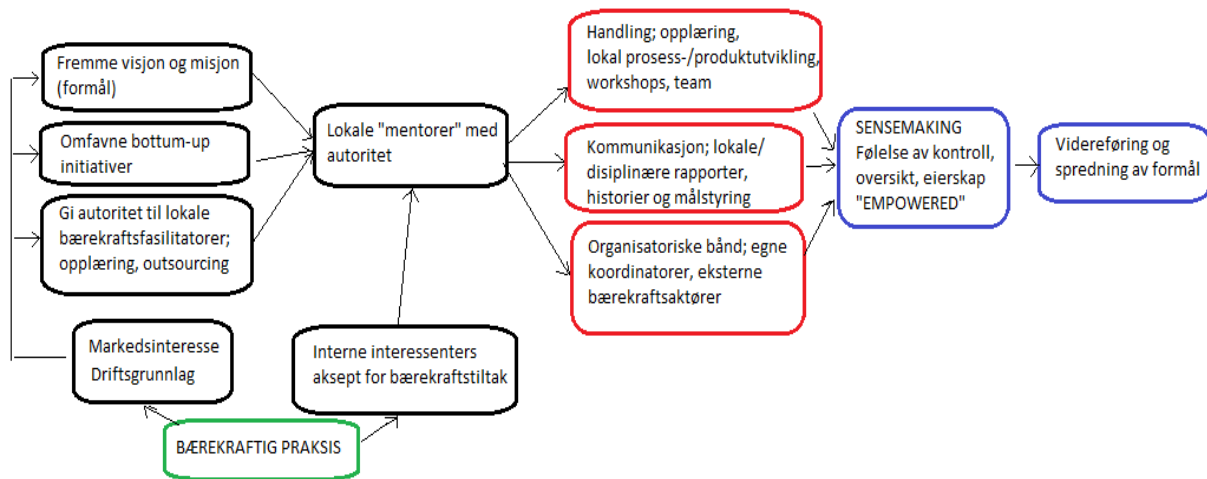 Fremme visjon og misjon
(formål)
Omfavne bottum-up
initiativer
Gi autoritet til lokale
bærekraftsfasilitatorer;
opplæring, outsourcing
Markedsinteresse
Driftsgrunnlag
BÆREKRAFTIG PRAKSIS
Interne interessenters
aksept for bærekraftstiltak
Lokale "mentorer" med
autoritet
Handling; opplæring,
lokal prosess-/produktutvikling,
workshops, team
Kommunikasjon; lokale/
disiplinære rapporter,
historier og målstyring
Organisatoriske bånd; egne
koordinatorer, eksterne
bærekraftsaktører
SENSEMAKING
Følelse av kontroll,
oversikt, eierskap
"EMPOWERED"
Videreføring og
spredning av formål